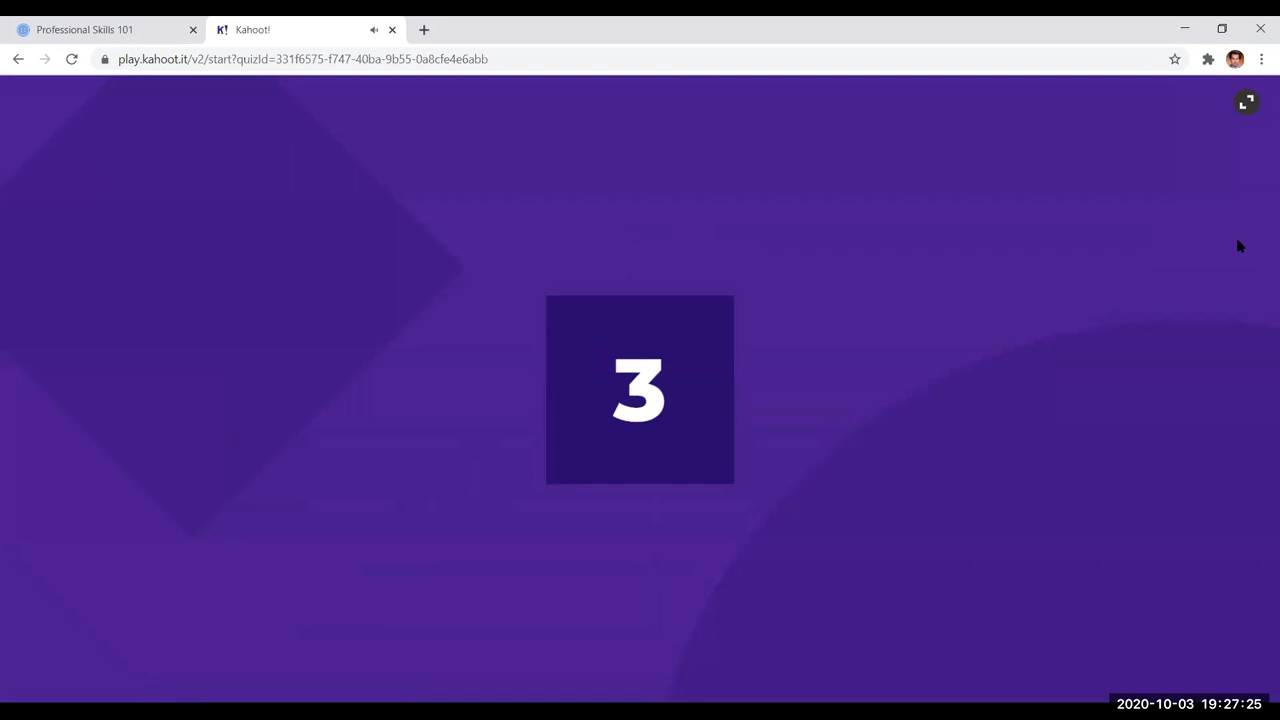 Professional Skills 101
K! Kahoot!
play.kahoot.it/v2/start?quizId=331f6575-f747-40ba-9b55-0a8cfe4e6abb
3
2020-10-03 19:27:25